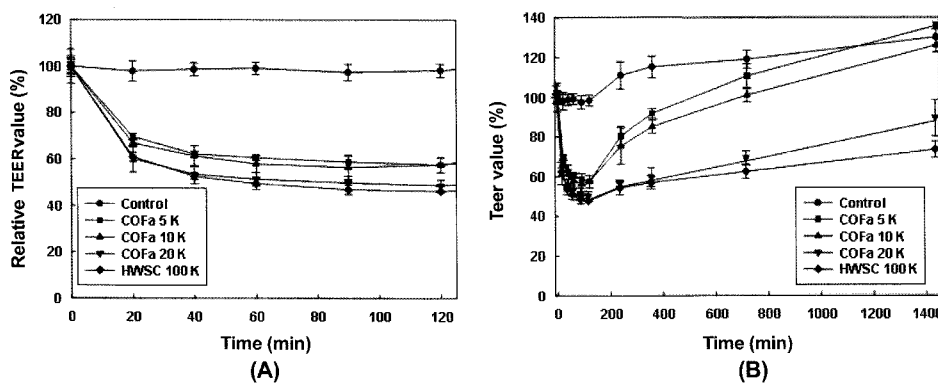 120
100
80
60
40
20
0
Relative TEERvalue (%)
Control
COFa 5 K
COFa 10 K
COFa 20 K
HWSC 100 K
0 20 40 60 80 100 120
Time (min)
(A)
140
120
100
80
60
40
20
0
Teer value (%)
Control
COFa 5 K
COFa 10 K
COFa 20 K
HWSC 100 K
0 200 400 600 800 1000 1200 1400
Time (min)
(B)